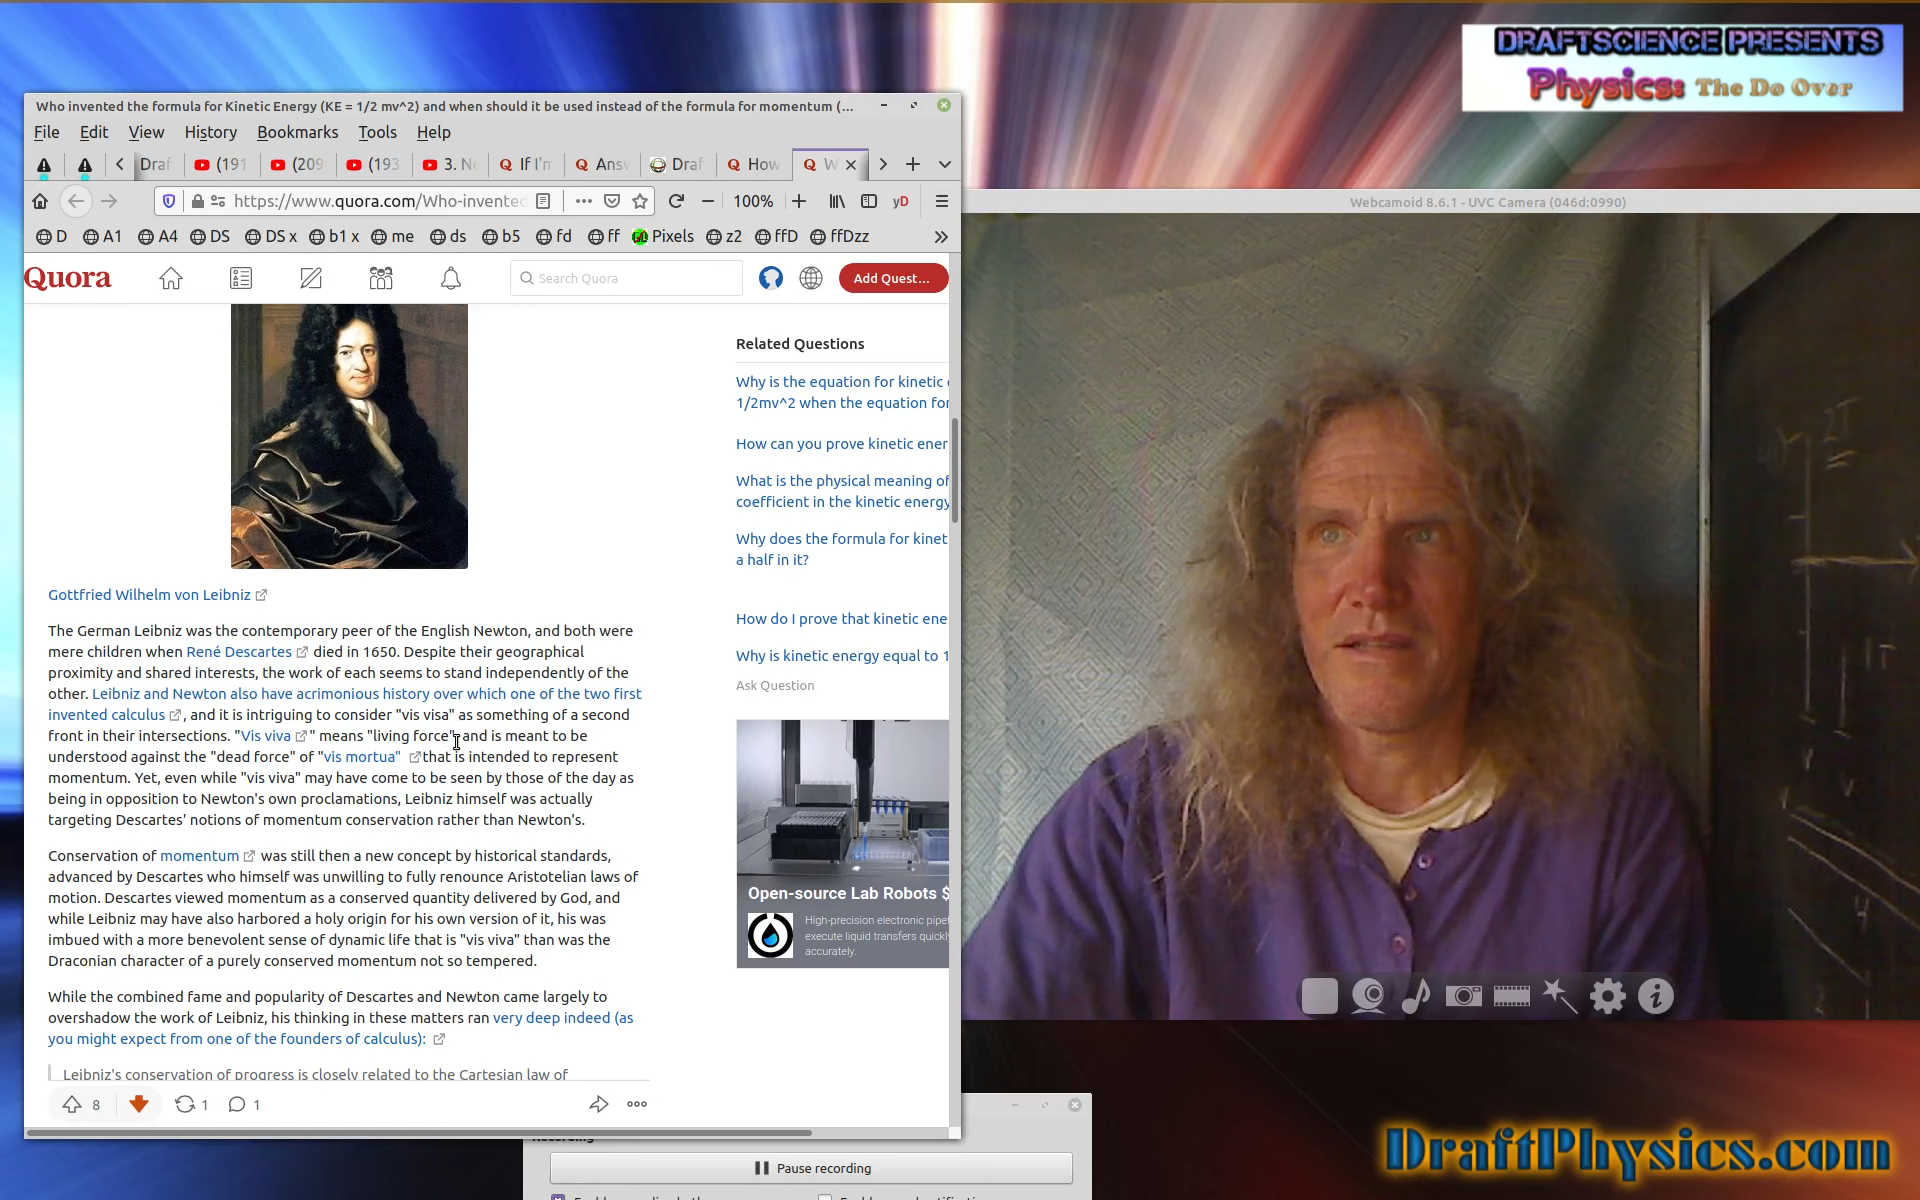 DRAFTSCIENCE PRESENTS
Physics: The Do Over
Who invented the formula for Kinetic Energy (KE = 1/2 mv^2) and when should it be used instead of the formula for momentum (...
File Edit View History Bookmarks Tools Help
Draf (191 (209 (193 3. Ne If I'm Answ Draf How W
https://www.quora.com/Who-invented 100% yD
D A1 A4 DS DS x b1 x me ds b5 fd ff Pixels z2 ffD ffDzz
Webcamoid 8.6.1 - UVC Camera (046d:0990)
Quora Search Quora Add Quest...
Gottfried Wilhelm von Leibniz
The German Leibniz was the contemporary peer of the English Newton, and both were
mere children when René Descartes died in 1650. Despite their geographical
proximity and shared interests, the work of each seems to stand independently of the
other. Leibniz and Newton also have acrimonious history over which one of the two first
invented calculus , and it is intriguing to consider "vis visa" as something of a second
front in their intersections. "Vis viva " means "living force", and is meant to be
understood against the "dead force" of "vis mortua" that is intended to represent
momentum. Yet, even while "vis viva" may have come to be seen by those of the day as
being in opposition to Newton's own proclamations, Leibniz himself was actually
targeting Descartes' notions of momentum conservation rather than Newton's.
Conservation of momentum was still then a new concept by historical standards,
advanced by Descartes who himself was unwilling to fully renounce Aristotelian laws of
motion. Descartes viewed momentum as a conserved quantity delivered by God, and
while Leibniz may have also harbored a holy origin for his own version of it, his was
imbued with a more benevolent sense of dynamic life that is "vis viva" than was the
Draconian character of a purely conserved momentum not so tempered.
While the combined fame and popularity of Descartes and Newton came largely to
overshadow the work of Leibniz, his thinking in these matters ran very deep indeed (as
you might expect from one of the founders of calculus):
Leibniz's conservation of progress is closely related to the Cartesian law of
8 1 1
Related Questions
Why is the equation for kinetic
1/2mv^2 when the equation for
How can you prove kinetic ener
What is the physical meaning of
coefficient in the kinetic energy
Why does the formula for kinet
a half in it?
How do I prove that kinetic ene
Why is kinetic energy equal to 1
Ask Question
Open-source Lab Robots $
High-precision electronic pipet
execute liquid transfers quickly
accurately.
Recording
Pause recording
DraftPhysics.com